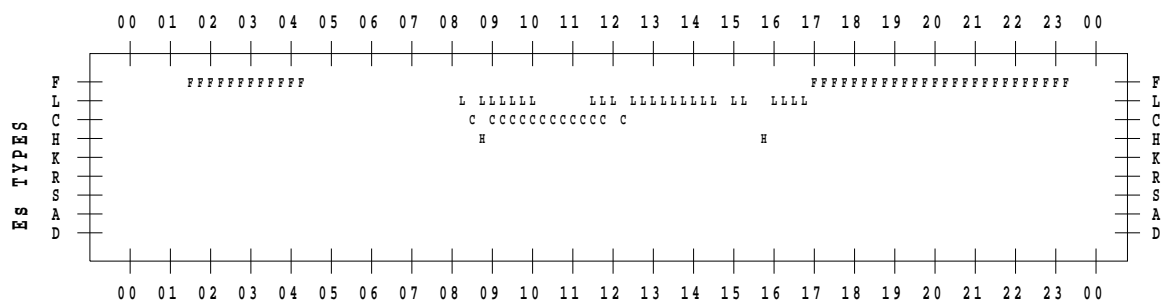 00 01 02 03 04 05 06 07 08 09 10 11 12 13 14 15 16 17 18 19 20 21 22 23 00
Es TYPES
F FFFFFFFFFFFF FFFFFFFFFFFFFFFFFFFFFFFFFF F
L L LLLLLL LLL LLLLLLLLL LL LLLL L
C C CCCCCCCCCCCC C C
H H H H
K K
R R
S S
A A
D D
00 01 02 03 04 05 06 07 08 09 10 11 12 13 14 15 16 17 18 19 20 21 22 23 00